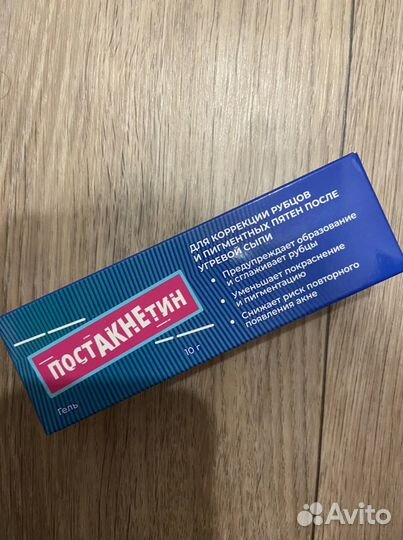 ПОСТАКНЕТИН
Гель
10 г
ДЛЯ КОРРЕКЦИИ РУБЦОВ
И ПИГМЕНТНЫХ ПЯТЕН ПОСЛЕ
УГРЕВОЙ СЫПИ
• Предупреждает образование
и сглаживает рубцы
• Уменьшает покраснение
и пигментацию
• Снижает риск повторного
появления акне
Avito